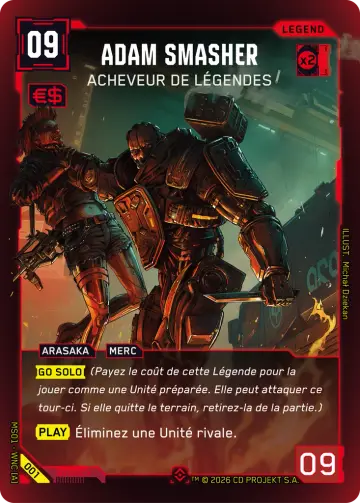 09
LEGEND
ADAM SMASHER
ACHEVEUR DE LÉGENDES
x2
€$
ILLUST. Michał Dziekan
ARASAKA MERC
GO SOLO (Payez le coût de cette Légende pour la
jouer comme une Unité préparée. Elle peut attaquer ce
tour-ci. Si elle quitte le terrain, retirez-la de la partie.)
PLAY Éliminez une Unité rivale.
001
09
™ © 2026 CD PROJEKT S.A.